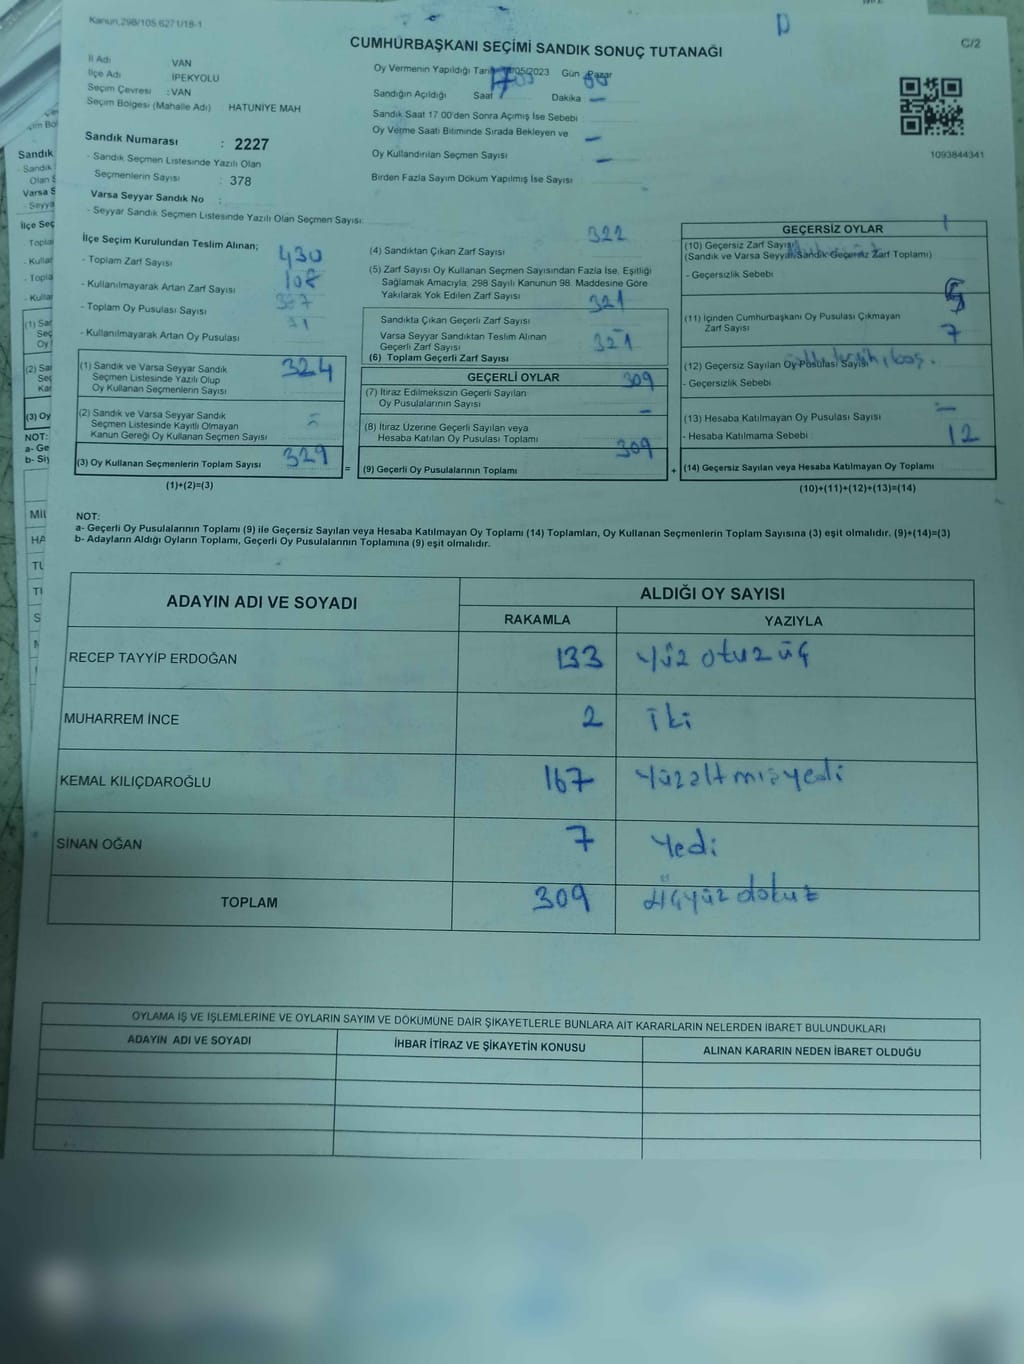 Kanun,298/105,6271/18-1
CUMHURBAŞKANI SEÇİMİ SANDIK SONUÇ TUTANAĞI
C/2
İl Adı VAN
İlçe Adı İPEKYOLU
Seçim Çevresi : VAN
Seçim Bölgesi (Mahalle Adı) HATUNİYE MAH
Oy Vermenin Yapıldığı Tarih /05/2023 Gün Pazar
Sandığın Açıldığı Saat Dakika
Sandık Saat 17.00'den Sonra Açımış İse Sebebi
Oy Verme Saati Bitiminde Sırada Bekleyen ve
Oy Kullandırılan Seçmen Sayısı
Birden Fazla Sayım Döküm Yapılmış İse Sayısı
1093844341
Sandık Numarası : 2227
- Sandık Seçmen Listesinde Yazılı Olan
Seçmenlerin Sayısı : 378
Varsa Seyyar Sandık No :
- Seyyar Sandık Seçmen Listesinde Yazılı Olan Seçmen Sayısı:
İlçe Seçim Kurulundan Teslim Alınan;
- Toplam Zarf Sayısı 430
- Kullanılmayarak Artan Zarf Sayısı 108
- Toplam Oy Pusulası Sayısı
- Kullanılmayarak Artan Oy Pusulası
(1) Sandık ve Varsa Seyyar Sandık
Seçmen Listesinde Yazılı Olup
Oy Kullanan Seçmenlerin Sayısı
(2) Sandık ve Varsa Seyyar Sandık
Seçmen Listesinde Kayıtlı Olmayan
Kanun Gereği Oy Kullanan Seçmen Sayısı
(3) Oy Kullanan Seçmenlerin Toplam Sayısı
(1)+(2)=(3)
322
(4) Sandıktan Çıkan Zarf Sayısı
(5) Zarf Sayısı Oy Kullanan Seçmen Sayısından Fazla İse, Eşitliği
Sağlamak Amacıyla, 298 Sayılı Kanunun 98. Maddesine Göre
Yakılarak Yok Edilen Zarf Sayısı
321
Sandıkta Çıkan Geçerli Zarf Sayısı
Varsa Seyyar Sandıktan Teslim Alınan
Geçerli Zarf Sayısı 321
(6) Toplam Geçerli Zarf Sayısı
GEÇERLİ OYLAR
309
(7) İtiraz Edilmeksizin Geçerli Sayılan
Oy Pusulalarının Sayısı
(8) İtiraz Üzerine Geçerli Sayılan veya
Hesaba Katılan Oy Pusulası Toplamı
309
= (9) Geçerli Oy Pusulalarının Toplamı
GEÇERSİZ OYLAR
(10) Geçersiz Zarf Sayısı
(Sandık ve Varsa Seyyar Sandık Geçersiz Zarf Toplamı)
- Geçersizlik Sebebi
(11) İçinden Cumhurbaşkanı Oy Pusulası Çıkmayan
Zarf Sayısı
7
(12) Geçersiz Sayılan Oy Pusulası Sayısı
- Geçersizlik Sebebi
(13) Hesaba Katılmayan Oy Pusulası Sayısı
- Hesaba Katılmama Sebebi
12
+ (14) Geçersiz Sayılan veya Hesaba Katılmayan Oy Toplamı
(10)+(11)+(12)+(13)=(14)
NOT:
a- Geçerli Oy Pusulalarının Toplamı (9) ile Geçersiz Sayılan veya Hesaba Katılmayan Oy Toplamı (14) Toplamları, Oy Kullanan Seçmenlerin Toplam Sayısına (3) eşit olmalıdır. (9)+(14)=(3)
b- Adayların Aldığı Oyların Toplamı, Geçerli Oy Pusulalarının Toplamına (9) eşit olmalıdır.
ADAYIN ADI VE SOYADI
ALDIĞI OY SAYISI
RAKAMLA YAZIYLA
RECEP TAYYİP ERDOĞAN 133 Yüz otuz üç
MUHARREM İNCE 2 iki
KEMAL KILIÇDAROĞLU 167 Yüzaltmışyedi
SİNAN OĞAN 7 Yedi
TOPLAM 309 Üçyüz dokuz
OYLAMA İŞ VE İŞLEMLERİNE VE OYLARIN SAYIM VE DÖKÜMÜNE DAİR ŞİKAYETLERLE BUNLARA AİT KARARLARIN NELERDEN İBARET BULUNDUKLARI
ADAYIN ADI VE SOYADI İHBAR İTİRAZ VE ŞİKAYETİN KONUSU ALINAN KARARIN NEDEN İBARET OLDUĞU